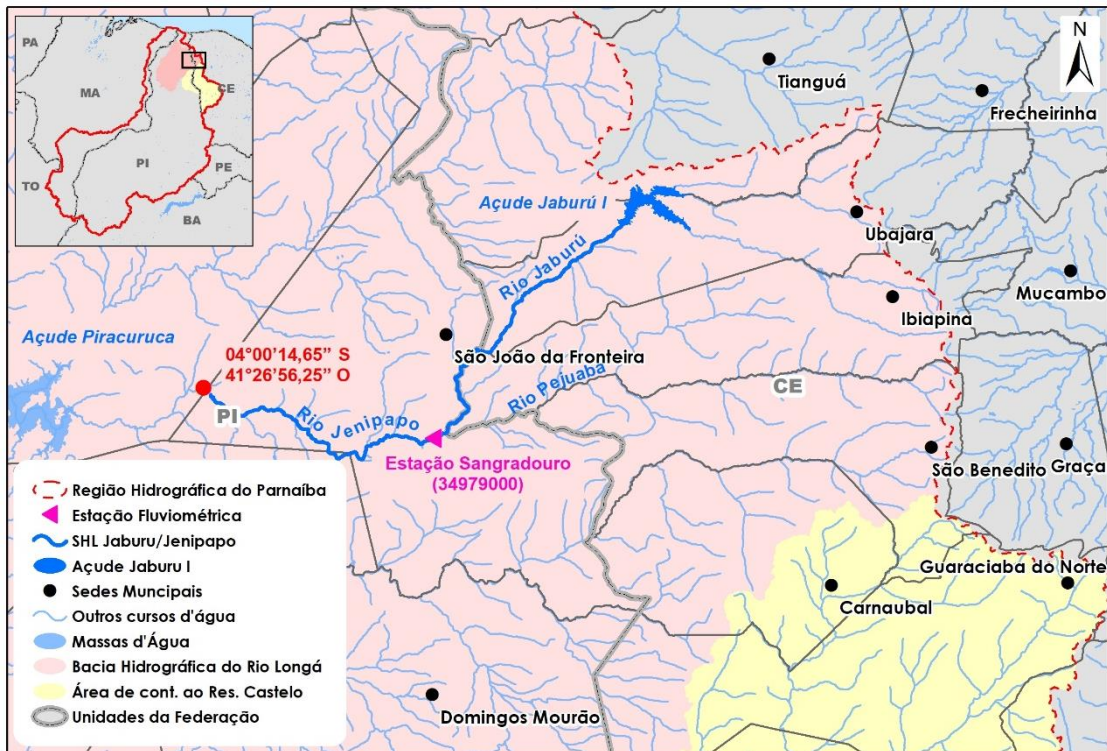 PA
MA
CE
PI
PE
TO
BA
N
Tianguá
Frecheirinha
Açude Jaburú I
Ubajara
Rio Jaburú
Mucambo
Ibiapina
Açude Piracuruca
São João da Fronteira
04°00'14,65" S
41°26'56,25" O
Rio Pejuaba
CE
PI
Rio Jenipapo
Estação Sangradouro
(34979000)
São Benedito
Graça
Região Hidrográfica do Parnaíba
Estação Fluviométrica
SHL Jaburu/Jenipapo
Açude Jaburu I
Sedes Muncipais
Outros cursos d'água
Massas d'Água
Bacia Hidrográfica do Rio Longá
Área de cont. ao Res. Castelo
Unidades da Federação
Guaraciaba do Norte
Carnaubal
Domingos Mourão